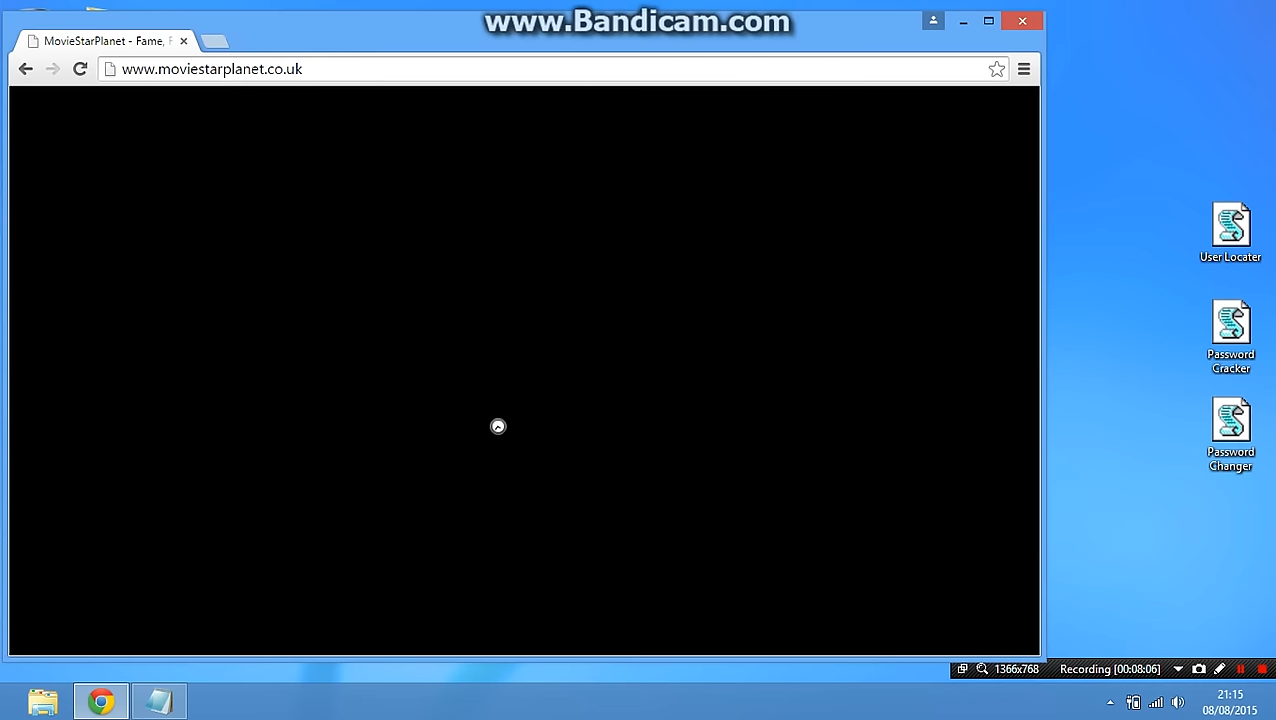 www.Bandicam.com
MovieStarPlanet - Fame, F
www.moviestarplanet.co.uk
User Locater
Password
Cracker
Password
Changer
1366x768 Recording [00:08:06]
21:15
08/08/2015